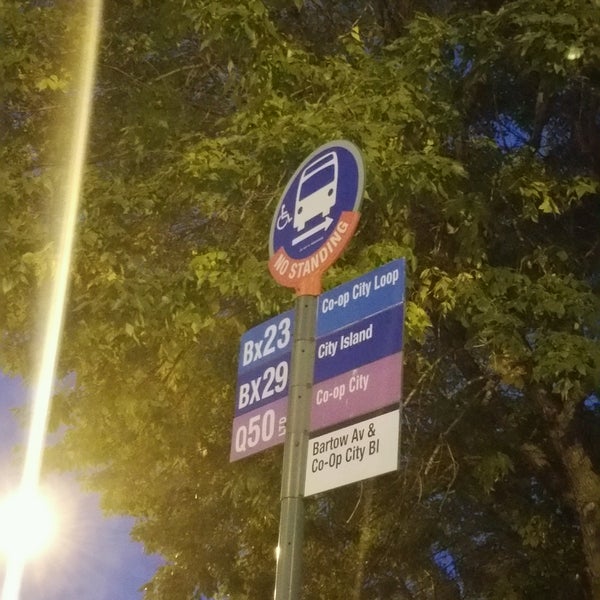 NO STANDING
Bx23 Co-op City Loop
BX29 City Island
Q50 LTD Co-op City
Bartow Av &
Co-Op City Bl